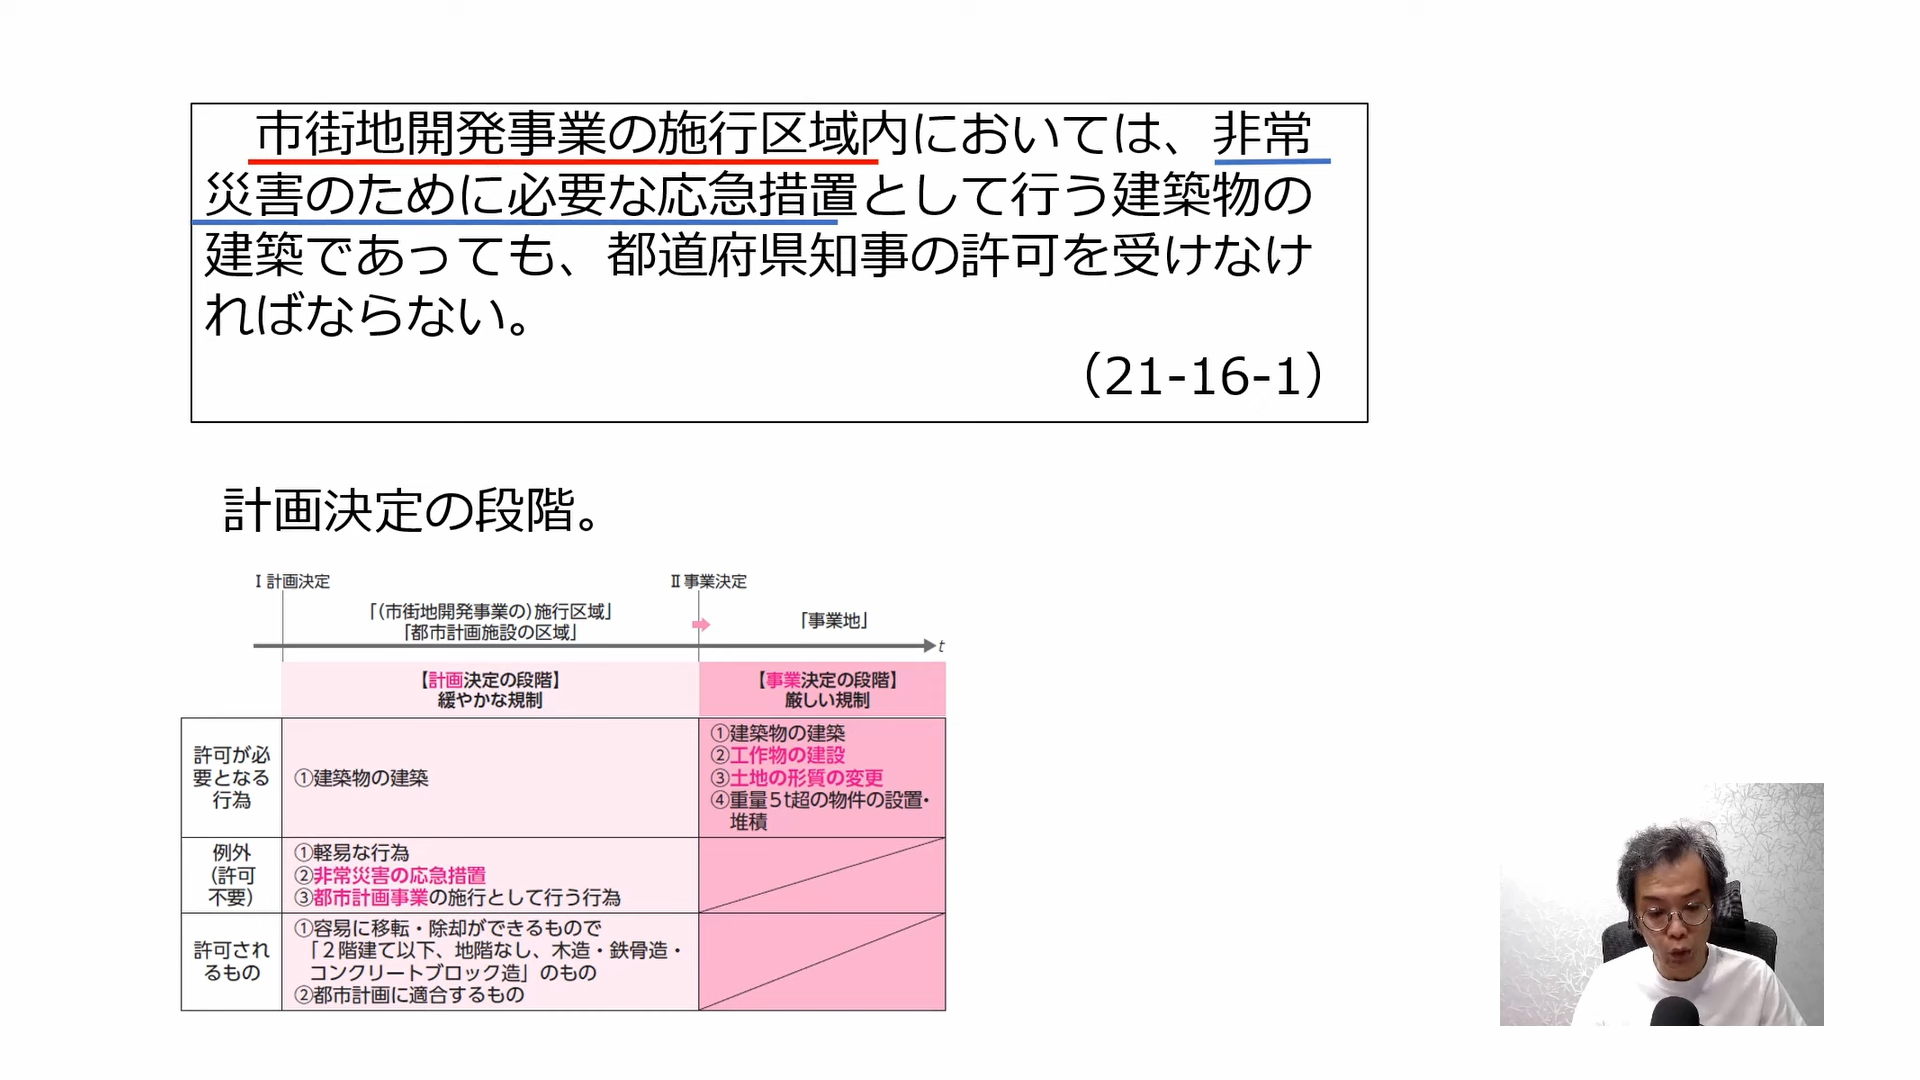 市街地開発事業の施行区域内においては、非常
災害のために必要な応急措置として行う建築物の
建築であっても、都道府県知事の許可を受けなけ
ればならない。
（21-16-1）
計画決定の段階。
Ⅰ計画決定
Ⅱ事業決定
「（市街地開発事業の）施行区域」
「都市計画施設の区域」
「事業地」
t
【計画決定の段階】
緩やかな規制
【事業決定の段階】
厳しい規制
許可が必
要となる
行為
①建築物の建築
①建築物の建築
②工作物の建設
③土地の形質の変更
④重量５t超の物件の設置・
堆積
例外
（許可
不要）
①軽易な行為
②非常災害の応急措置
③都市計画事業の施行として行う行為
許可され
るもの
①容易に移転・除却ができるもので
「２階建て以下、地階なし、木造・鉄骨造・
コンクリートブロック造」のもの
②都市計画に適合するもの